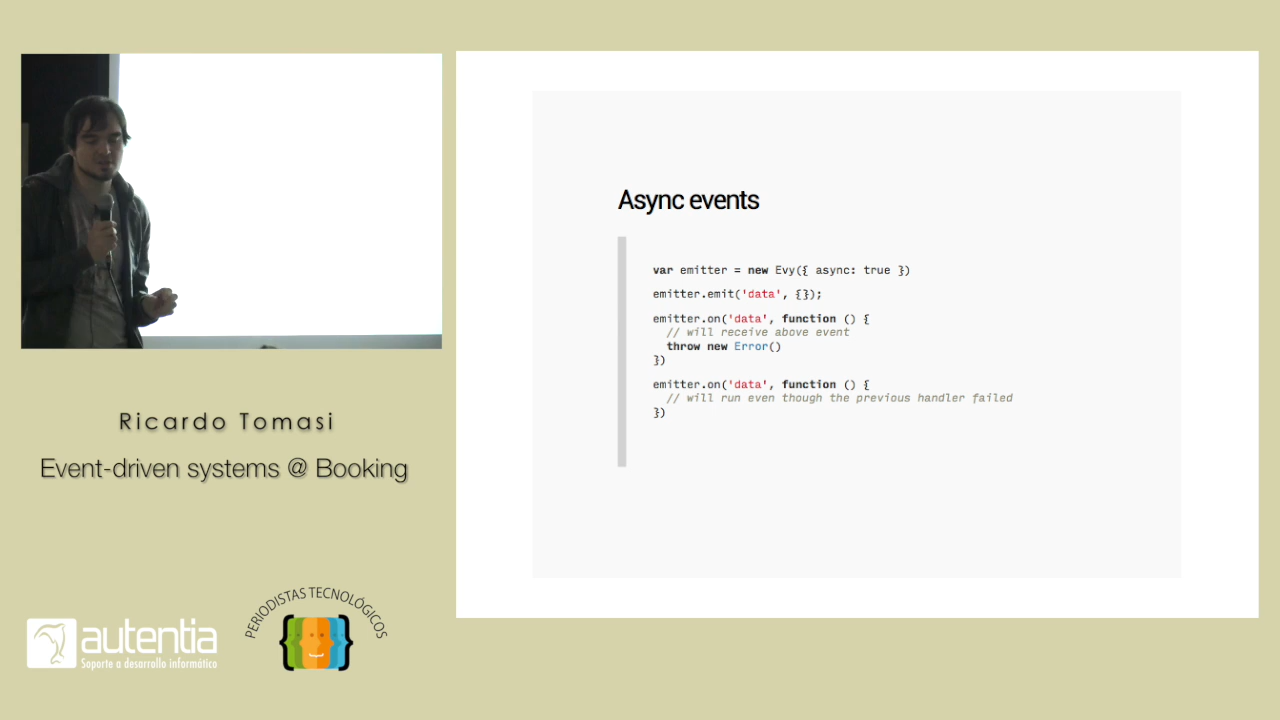 Async events
var emitter = new Evy({ async: true })
emitter.emit('data', {});
emitter.on('data', function () {
// will receive above event
throw new Error()
})
emitter.on('data', function () {
// will run even though the previous handler failed
})
Ricardo Tomasi
Event-driven systems @ Booking
autentia
Soporte a desarrollo informático
PERIODISTAS TECNOLÓGICOS